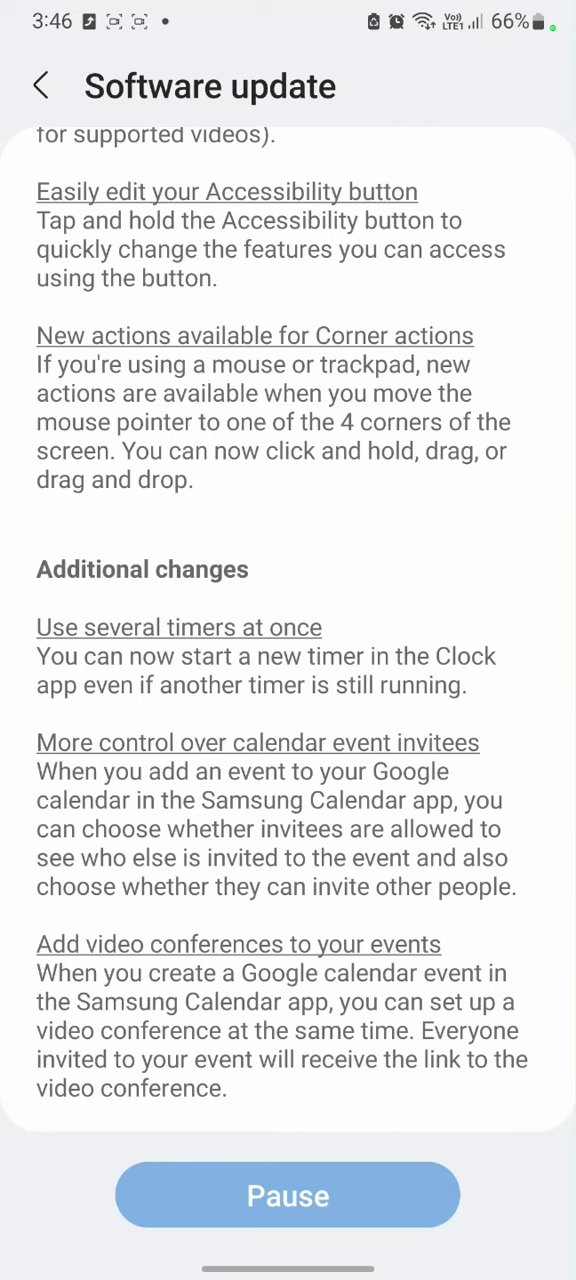 3:46
Vo))
LTE1
66%
Software update
for supported videos).
Easily edit your Accessibility button
Tap and hold the Accessibility button to
quickly change the features you can access
using the button.
New actions available for Corner actions
If you're using a mouse or trackpad, new
actions are available when you move the
mouse pointer to one of the 4 corners of the
screen. You can now click and hold, drag, or
drag and drop.
Additional changes
Use several timers at once
You can now start a new timer in the Clock
app even if another timer is still running.
More control over calendar event invitees
When you add an event to your Google
calendar in the Samsung Calendar app, you
can choose whether invitees are allowed to
see who else is invited to the event and also
choose whether they can invite other people.
Add video conferences to your events
When you create a Google calendar event in
the Samsung Calendar app, you can set up a
video conference at the same time. Everyone
invited to your event will receive the link to the
video conference.
Pause